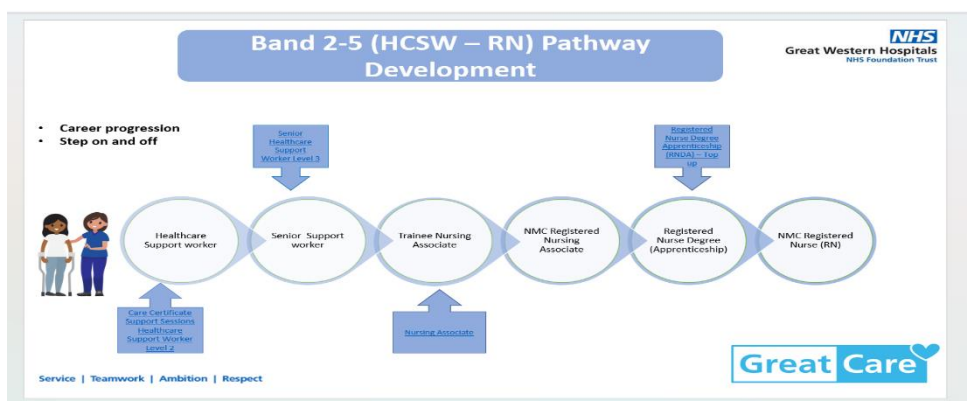 Band 2-5 (HCSW – RN) Pathway
Development
NHS
Great Western Hospitals
NHS Foundation Trust
• Career progression
• Step on and off
Senior
Healthcare
Support
Worker Level 3
Registered
Nurse Degree
Apprenticeship
(RNDA) – Top
up
Healthcare
Support worker
Senior Support
worker
Trainee Nursing
Associate
NMC Registered
Nursing
Associate
Registered
Nurse Degree
(Apprenticeship)
NMC Registered
Nurse (RN)
Care Certificate
Support Sessions
Healthcare
Support Worker
Level 2
Nursing Associate
Great Care
Service | Teamwork | Ambition | Respect